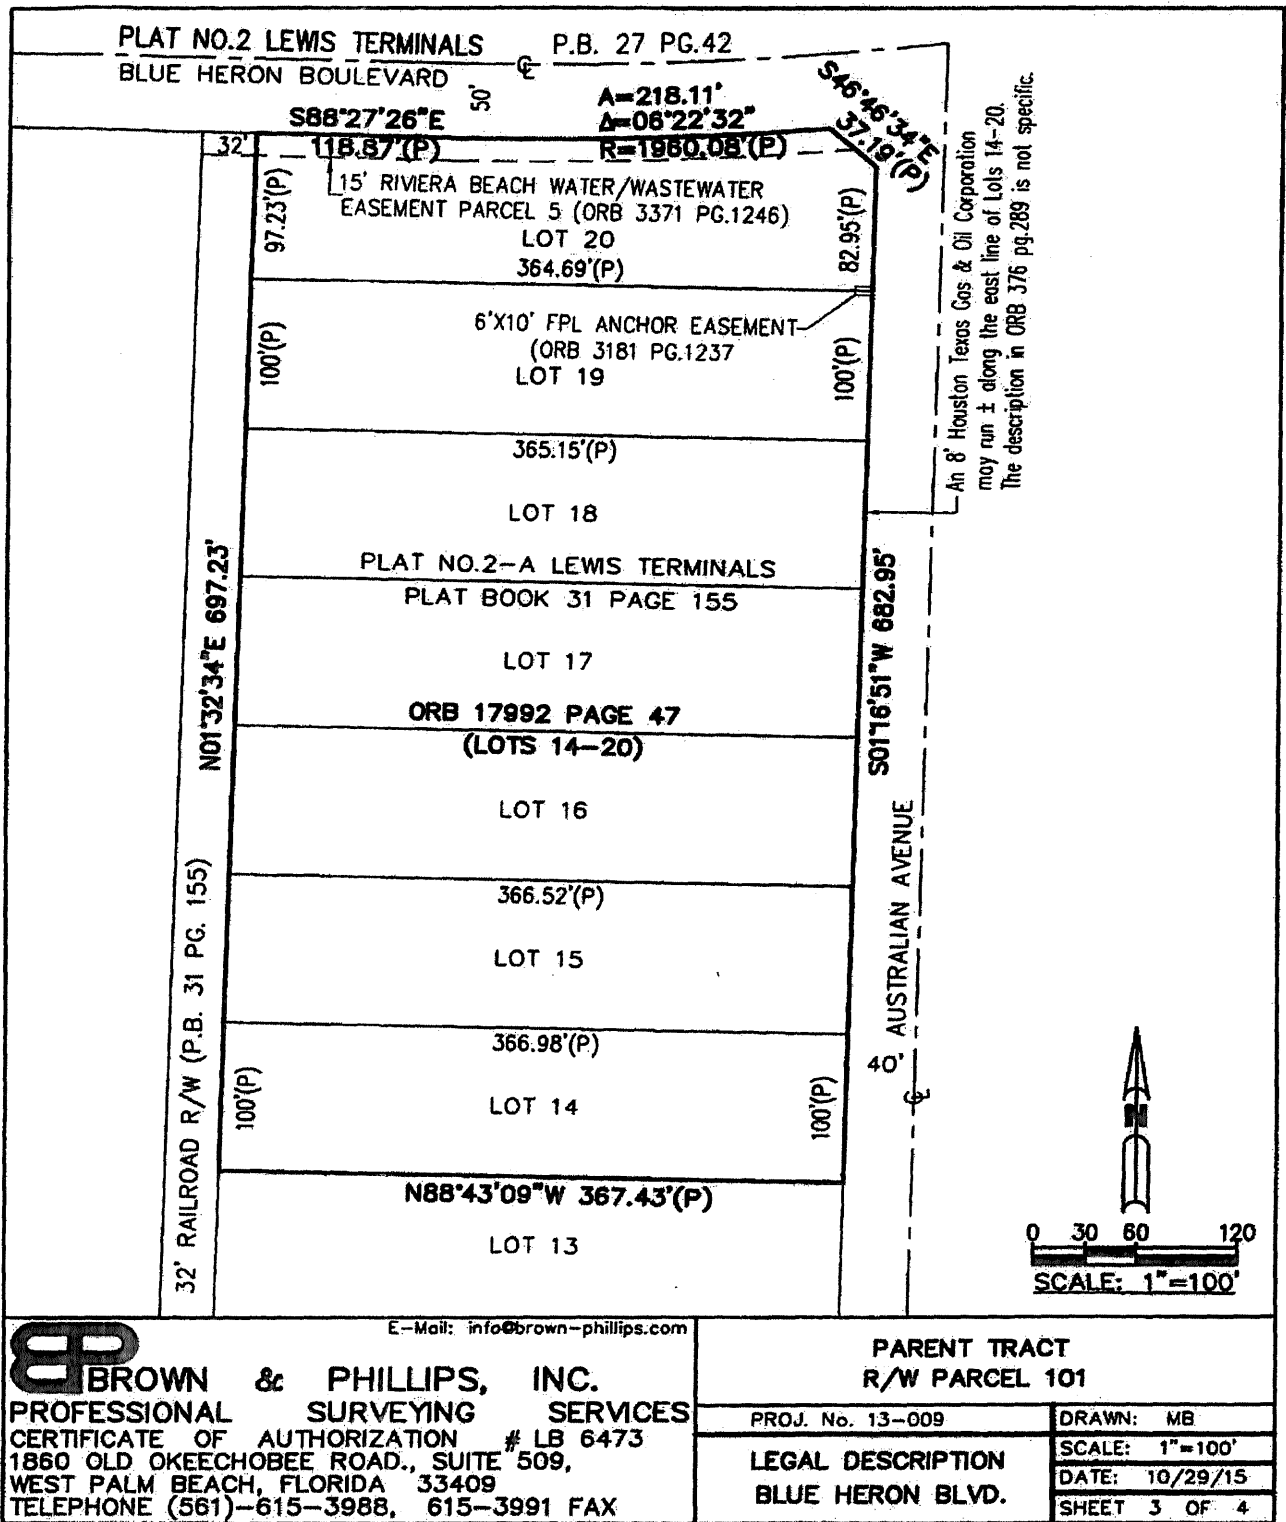 PLAT NO.2 LEWIS TERMINALS P.B. 27 PG.42
BLUE HERON BOULEVARD
50'
S88°27'26"E
118.87'(P)
A=218.11'
Δ=06°22'32"
R=1960.08'(P)
S46°46'34"E
37.19'(P)
32'
15' RIVIERA BEACH WATER/WASTEWATER
EASEMENT PARCEL 5 (ORB 3371 PG.1246)
97.23'(P)
LOT 20
82.95'(P)
364.69'(P)
6'X10' FPL ANCHOR EASEMENT
(ORB 3181 PG.1237
100'(P)
LOT 19
100'(P)
An 8' Houston Texas Gas & Oil Corporation
may run ± along the east line of Lots 14-20.
The description in ORB 376 pg.289 is not specific.
365.15'(P)
LOT 18
PLAT NO.2-A LEWIS TERMINALS
PLAT BOOK 31 PAGE 155
N01°32'34"E 697.23'
LOT 17
S01°16'51"W 682.95'
ORB 17992 PAGE 47
(LOTS 14-20)
LOT 16
366.52'(P)
LOT 15
32' RAILROAD R/W (P.B. 31 PG. 155)
AUSTRALIAN AVENUE
40'
366.98'(P)
100'(P)
LOT 14
100'(P)
N88°43'09"W 367.43'(P)
LOT 13
N
0 30 60 120
SCALE: 1"=100'
E-Mail: info@brown-phillips.com
BP
BROWN & PHILLIPS, INC.
PROFESSIONAL SURVEYING SERVICES
CERTIFICATE OF AUTHORIZATION # LB 6473
1860 OLD OKEECHOBEE ROAD., SUITE 509,
WEST PALM BEACH, FLORIDA 33409
TELEPHONE (561)-615-3988, 615-3991 FAX
PARENT TRACT
R/W PARCEL 101
PROJ. No. 13-009
LEGAL DESCRIPTION
BLUE HERON BLVD.
DRAWN: MB
SCALE: 1"=100'
DATE: 10/29/15
SHEET 3 OF 4